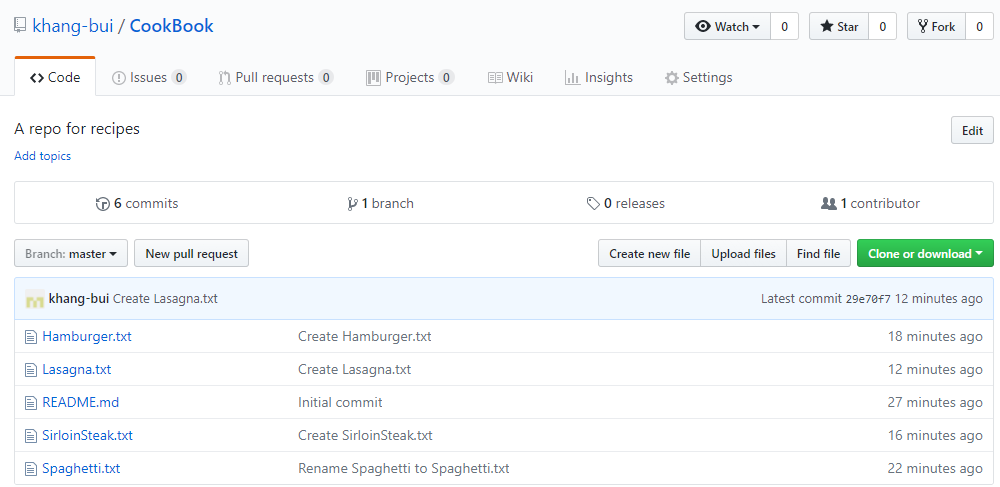 khang-bui / CookBook
Watch 0 Star 0 Fork 0
Code Issues 0 Pull requests 0 Projects 0 Wiki Insights Settings
A repo for recipes Edit
Add topics
6 commits 1 branch 0 releases 1 contributor
Branch: master New pull request Create new file Upload files Find file Clone or download
khang-bui Create Lasagna.txt Latest commit 29e70f7 12 minutes ago
Hamburger.txt Create Hamburger.txt 18 minutes ago
Lasagna.txt Create Lasagna.txt 12 minutes ago
README.md Initial commit 27 minutes ago
SirloinSteak.txt Create SirloinSteak.txt 16 minutes ago
Spaghetti.txt Rename Spaghetti to Spaghetti.txt 22 minutes ago